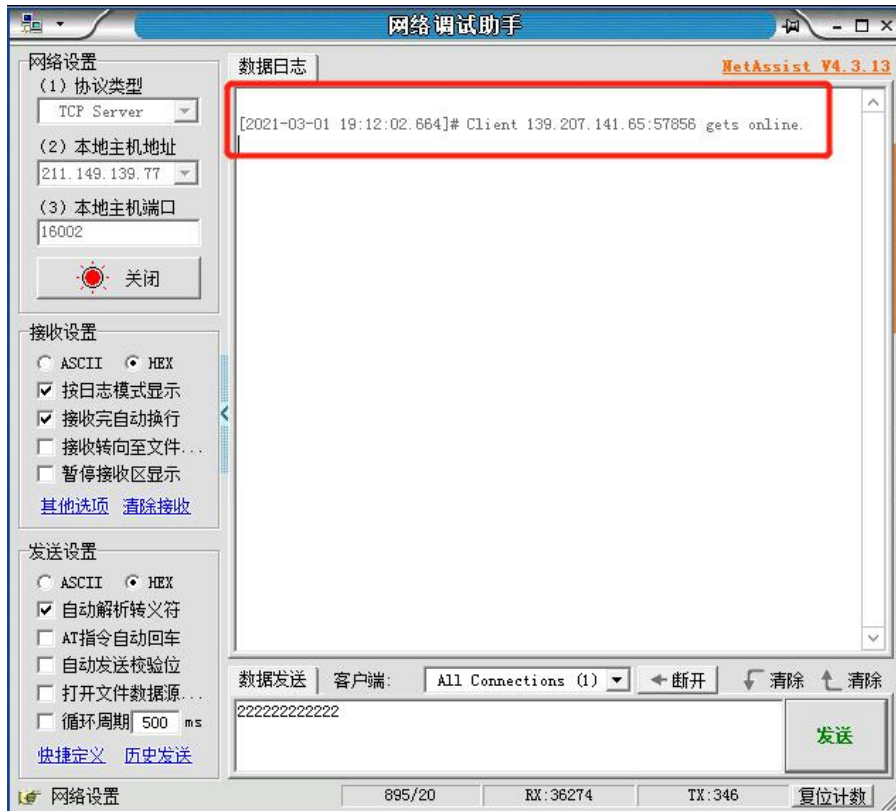 网络调试助手
网络设置
(1) 协议类型
TCP Server
(2) 本地主机地址
211.149.139.77
(3) 本地主机端口
16002
关闭
接收设置
ASCII HEX
按日志模式显示
接收完自动换行
接收转向至文件...
暂停接收区显示
其他选项 清除接收
发送设置
ASCII HEX
自动解析转义符
AT指令自动回车
自动发送校验位
打开文件数据源...
循环周期 500 ms
快捷定义 历史发送
数据日志 NetAssist V4.3.13
[2021-03-01 19:12:02.664]# Client 139.207.141.65:57856 gets online.
数据发送 客户端: All Connections (1) 断开 清除 清除
222222222222
发送
网络设置 895/20 RX:36274 TX:346 复位计数